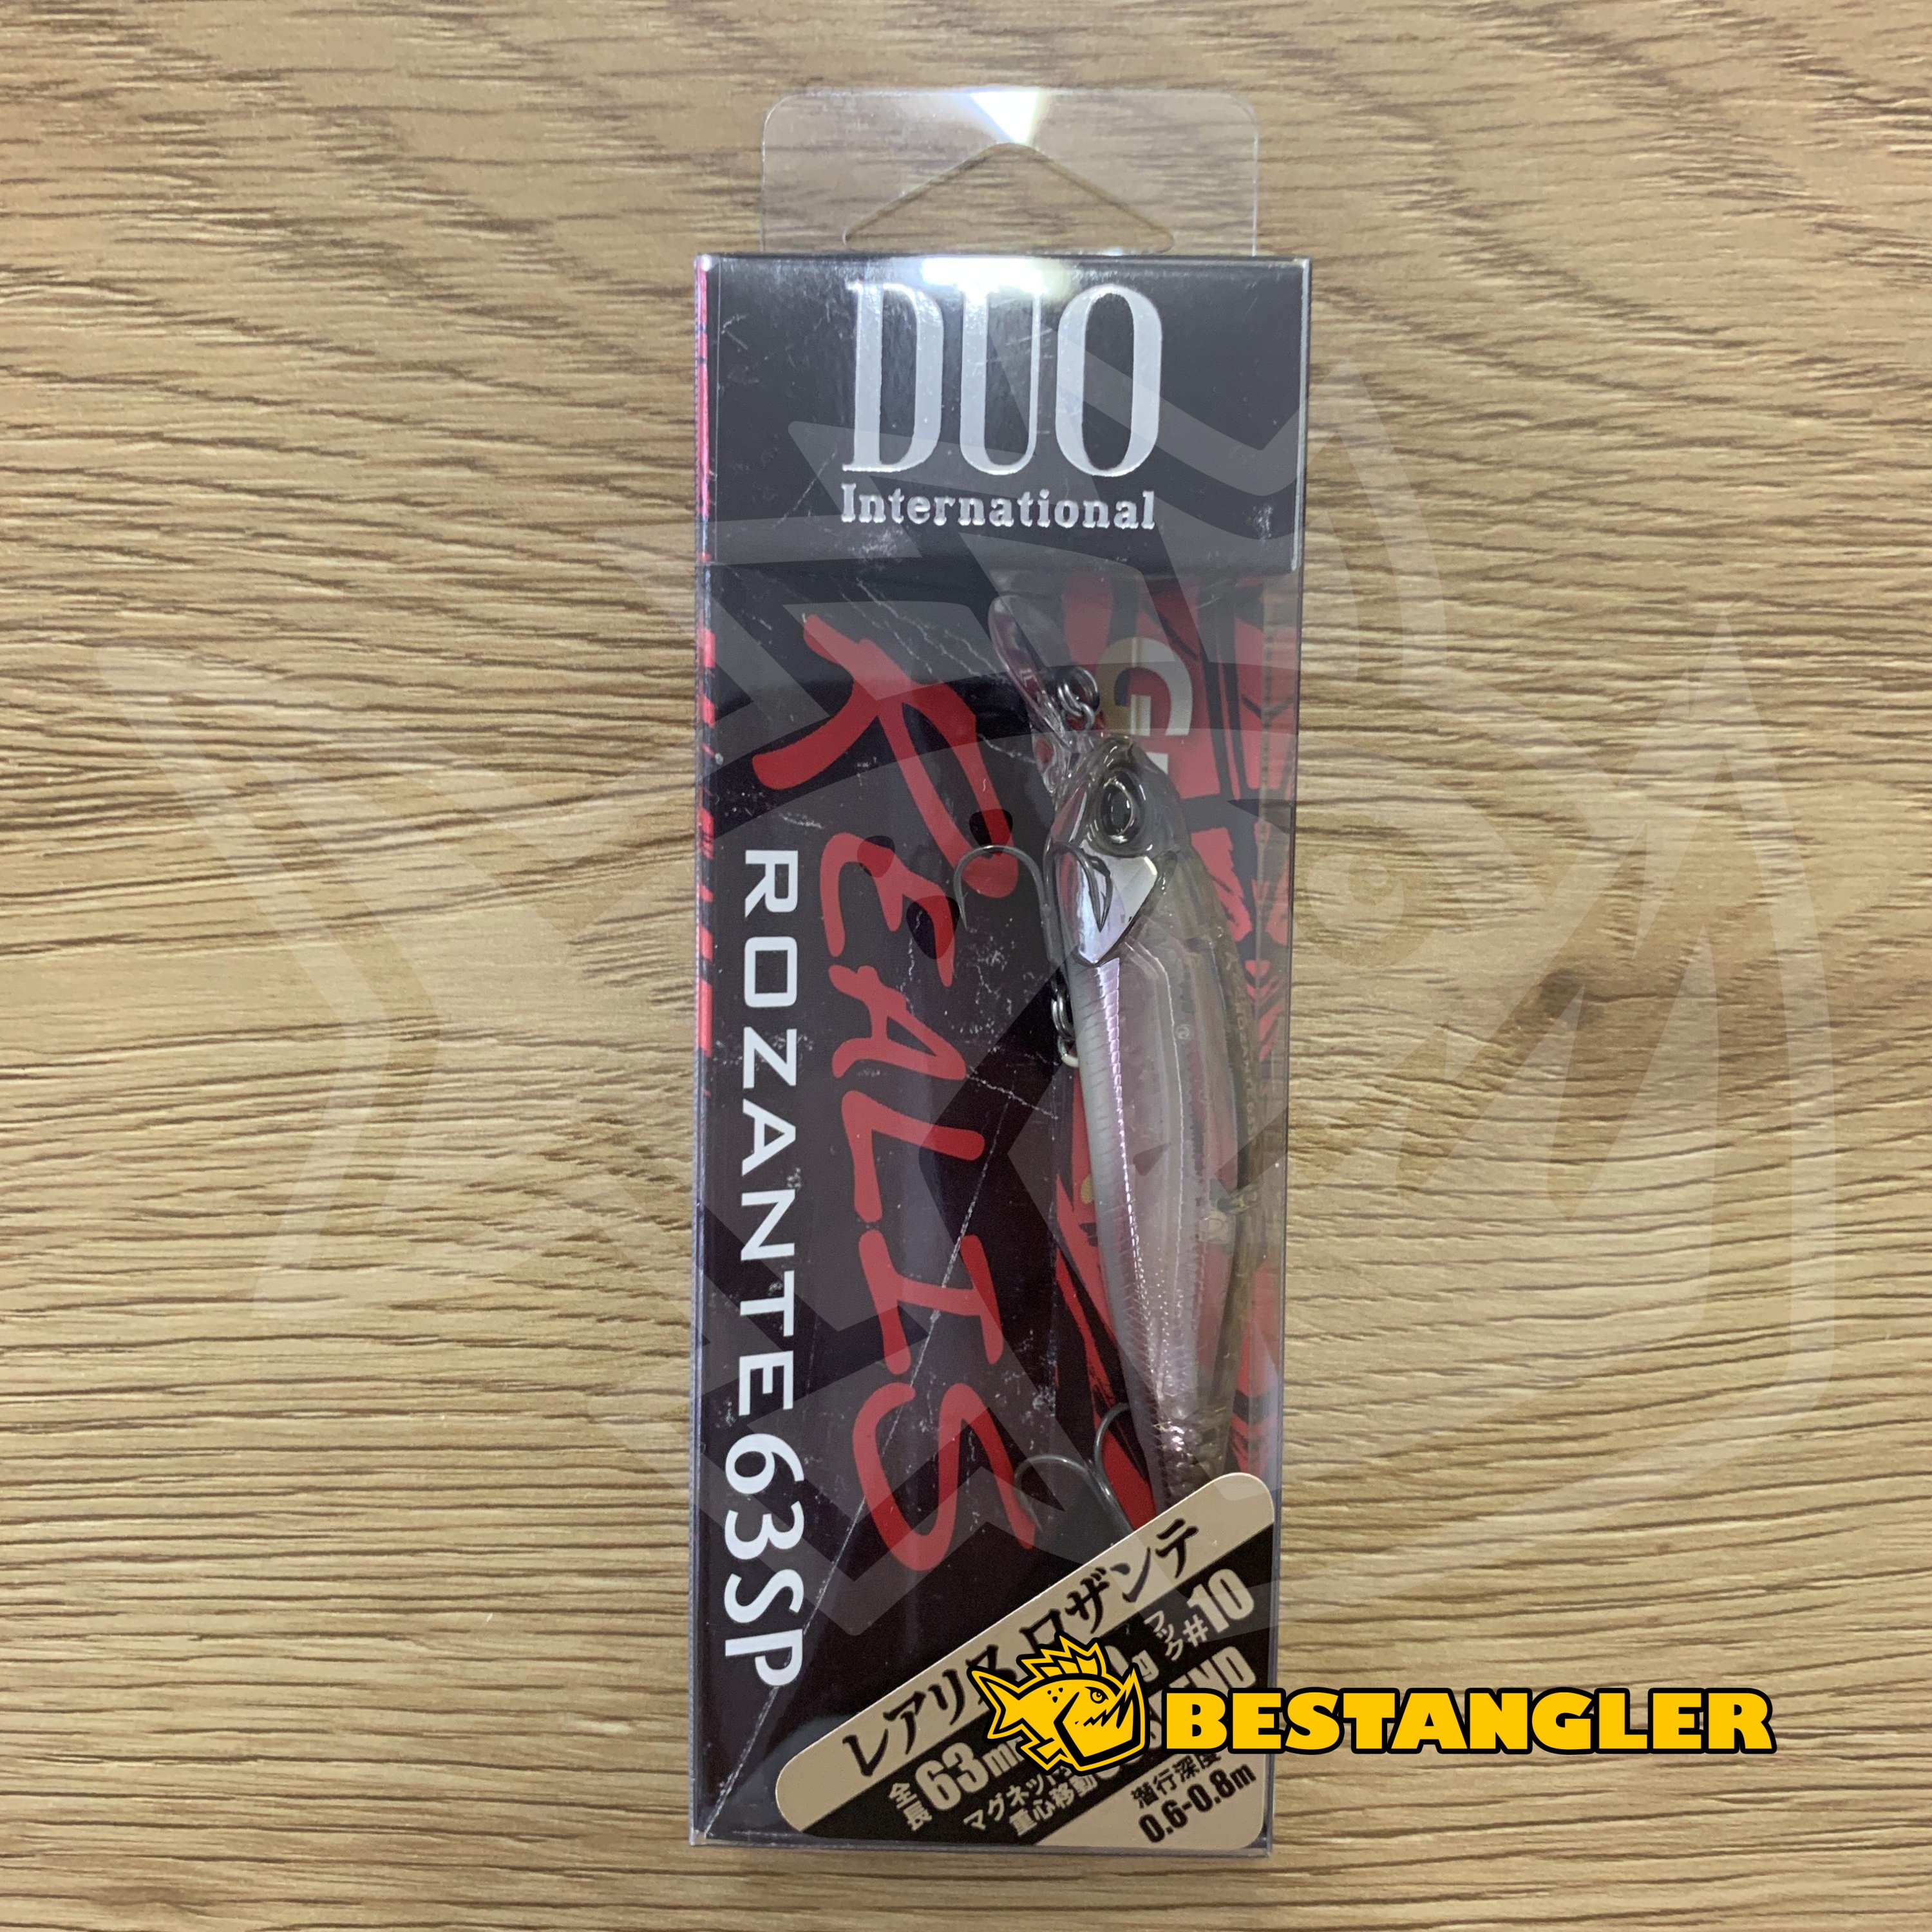 DUO
International
REALIS
ROZANTE 63SP
レアリス ロザンテ
全長 63
フック #10
マグネット
重心移動
潜行深度
0.6-0.8m
BESTANGLER